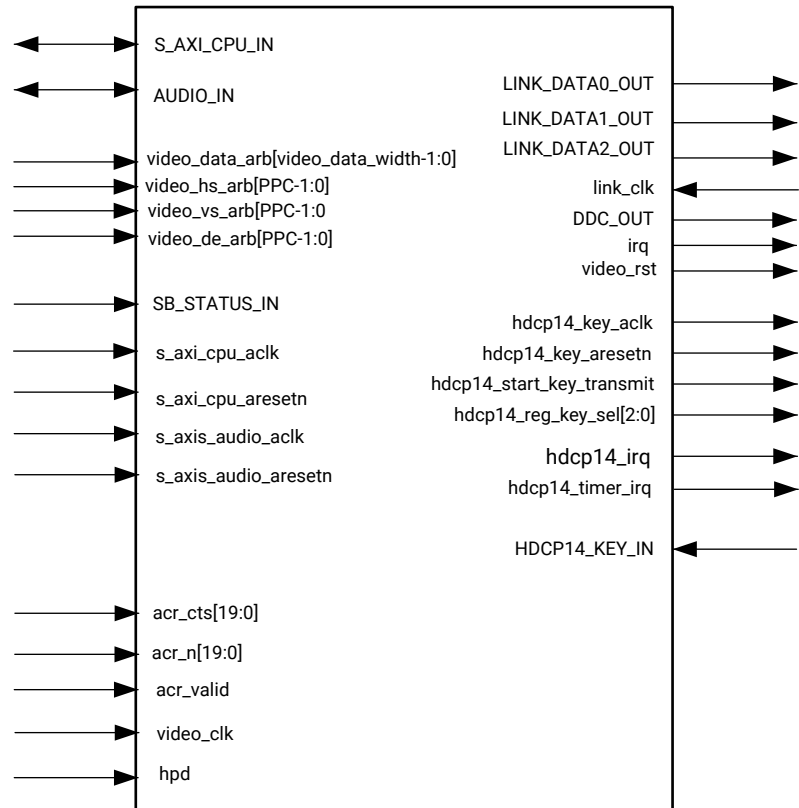 S_AXI_CPU_IN
AUDIO_IN
video_data_arb[video_data_width-1:0]
video_hs_arb[PPC-1:0]
video_vs_arb[PPC-1:0
video_de_arb[PPC-1:0]
SB_STATUS_IN
s_axi_cpu_aclk
s_axi_cpu_aresetn
s_axis_audio_aclk
s_axis_audio_aresetn
acr_cts[19:0]
acr_n[19:0]
acr_valid
video_clk
hpd
LINK_DATA0_OUT
LINK_DATA1_OUT
LINK_DATA2_OUT
link_clk
DDC_OUT
irq
video_rst
hdcp14_key_aclk
hdcp14_key_aresetn
hdcp14_start_key_transmit
hdcp14_reg_key_sel[2:0]
hdcp14_irq
hdcp14_timer_irq
HDCP14_KEY_IN